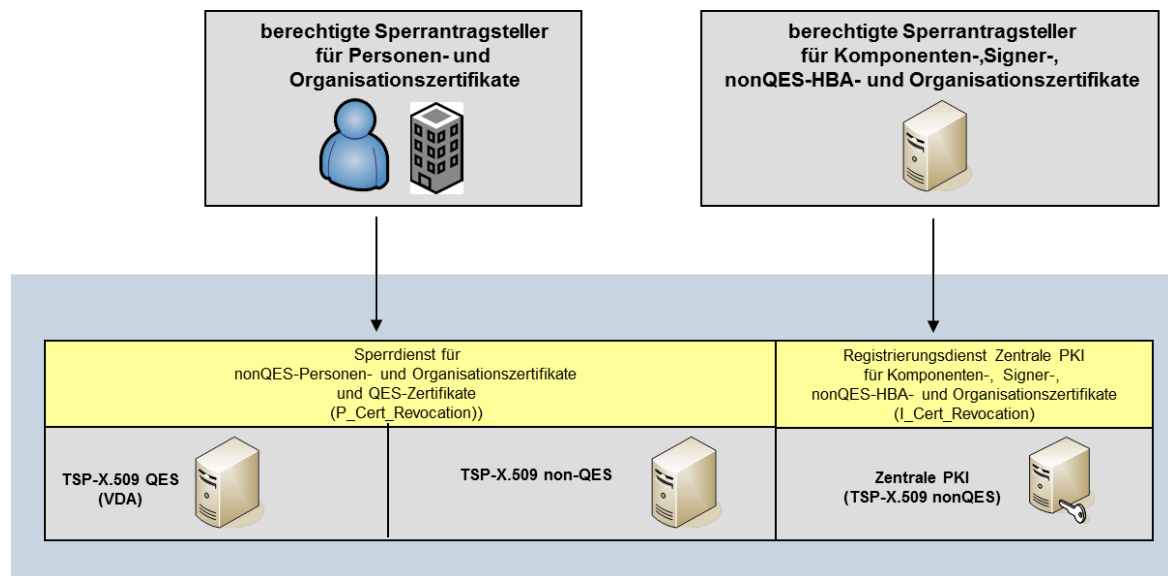 berechtigte Sperrantragsteller
für Personen- und
Organisationszertifikate
berechtigte Sperrantragsteller
für Komponenten-,Signer-,
nonQES-HBA- und Organisationszertifikate
Sperrdienst für
nonQES-Personen- und Organisationszertifikate
und QES-Zertifikate
(P_Cert_Revocation))
Registrierungsdienst Zentrale PKI
für Komponenten-, Signer-,
nonQES-HBA- und Organisationszertifikate
(I_Cert_Revocation)
TSP-X.509 QES
(VDA)
TSP-X.509 non-QES
Zentrale PKI
(TSP-X.509 nonQES)